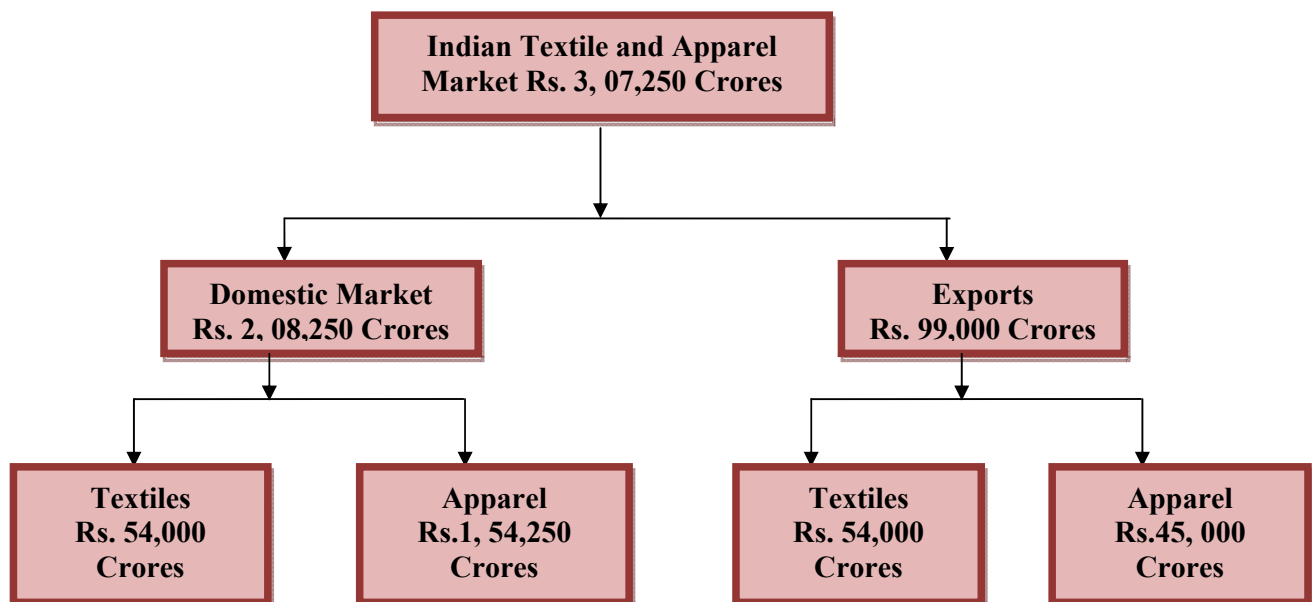 Indian Textile and Apparel
Market Rs. 3, 07,250 Crores
Domestic Market
Rs. 2, 08,250 Crores
Exports
Rs. 99,000 Crores
Textiles
Rs. 54,000
Crores
Apparel
Rs.1, 54,250
Crores
Textiles
Rs. 54,000
Crores
Apparel
Rs.45, 000
Crores